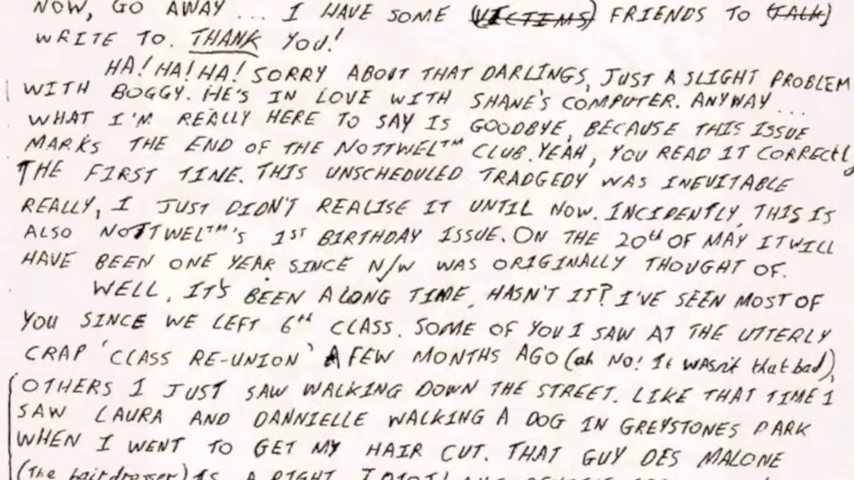 NOW, GO AWAY... I HAVE SOME (VICTIMS) FRIENDS TO (TALK)
WRITE TO. THANK YOU!
HA! HA! HA! SORRY ABOUT THAT DARLINGS, JUST A SLIGHT PROBLEM
WITH BOGGY. HE'S IN LOVE WITH SHANE'S COMPUTER. ANYWAY....
WHAT I'M REALLY HERE TO SAY IS GOODBYE, BECAUSE THIS ISSUE
MARKS THE END OF THE NOTTWEL™ CLUB. YEAH, YOU READ IT CORRECTLY
THE FIRST TINE. THIS UNSCHEDULED TRADGEDY WAS INEVITABLE
REALLY, I JUST DIDN'T REALISE IT UNTIL NOW. INCIDENTLY, THIS IS
ALSO NOTTWEL™'S 1ST BIRTHDAY ISSUE. ON THE 20th OF MAY IT WILL
HAVE BEEN ONE YEAR SINCE N/W WAS ORIGINALLY THOUGHT OF.
WELL, IT'S BEEN A LONG TIME, HASN'T IT? I'VE SEEN MOST OF
YOU SINCE WE LEFT 6th CLASS. SOME OF YOU I SAW AT THE UTTERLY
CRAP 'CLASS RE-UNION' A FEW MONTHS AGO (oh NO! It WASn't that bad),
OTHERS I JUST SAW WALKING DOWN THE STREET. LIKE THAT TIME I
SAW LAURA AND DANNIELLE WALKING A DOG IN GREYSTONES PARK
WHEN I WENT TO GET MY HAIR CUT. THAT GUY DES MALONE
(The hairdresser) IS A RIGHT IDIOT!